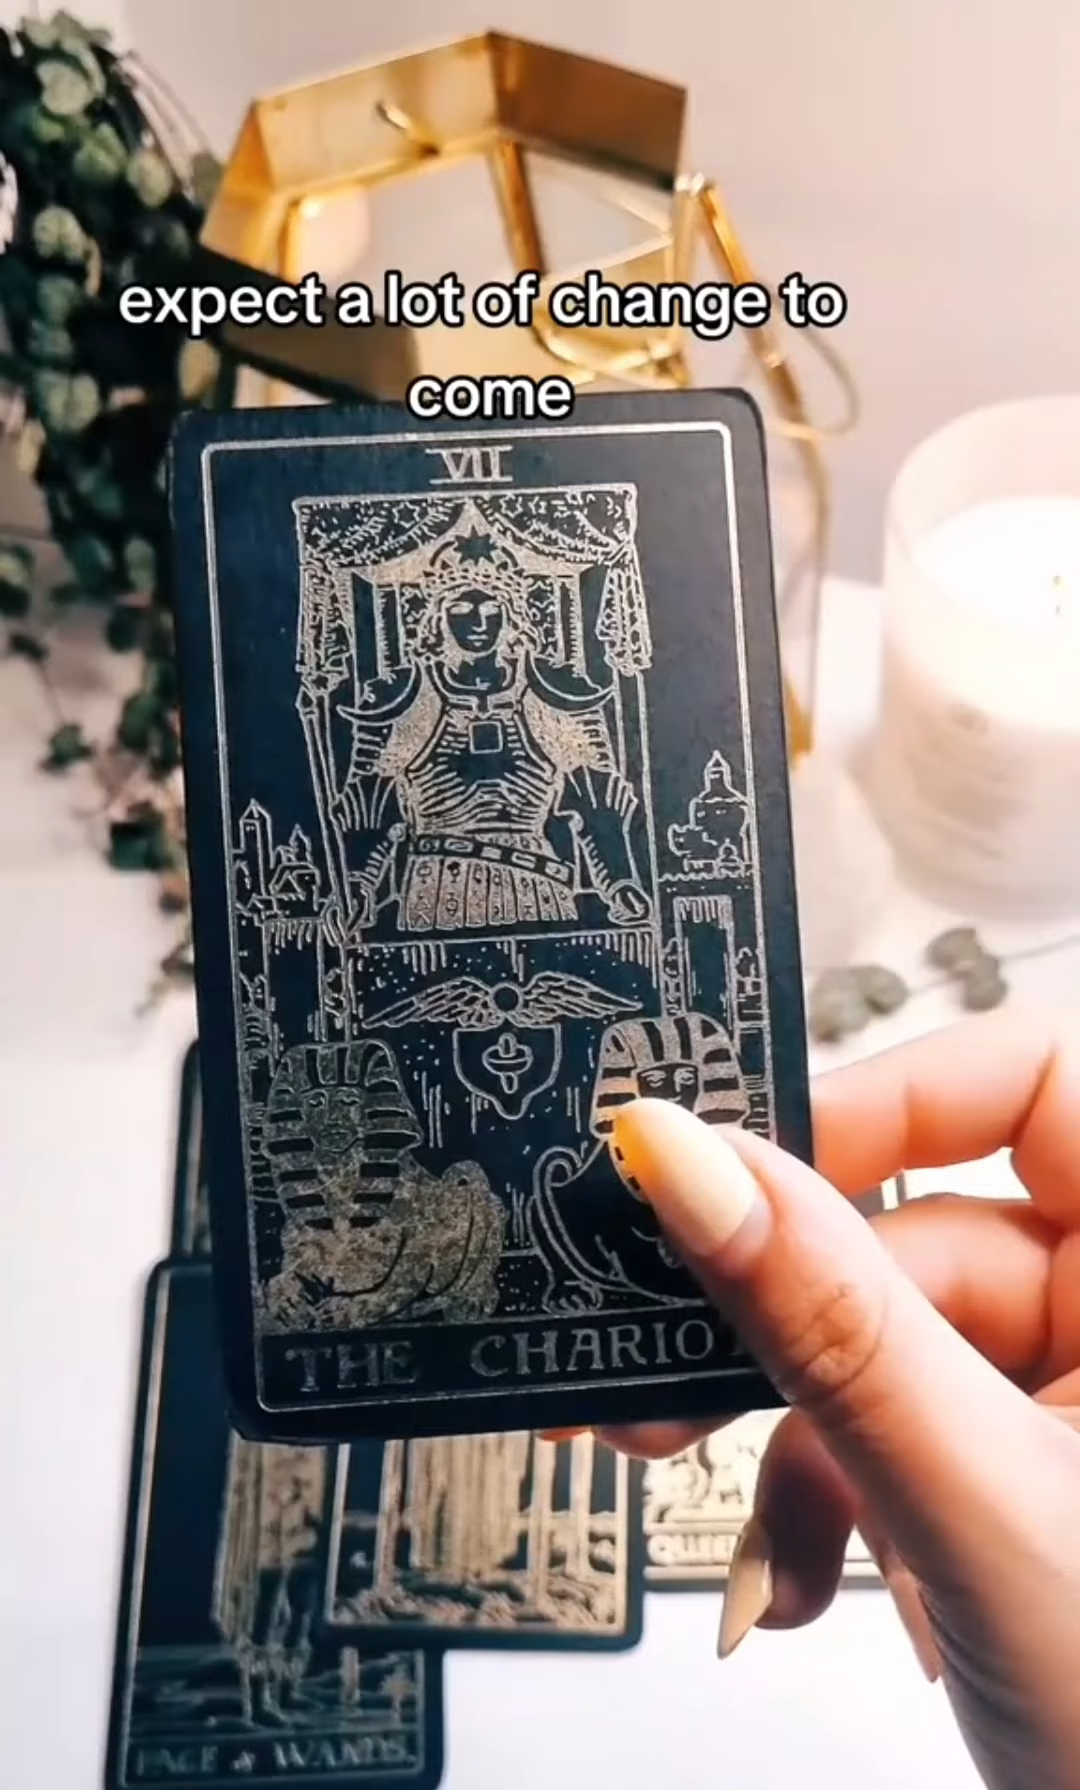 expect a lot of change to
come
VII
THE CHARIO
PAGE of WANDS.